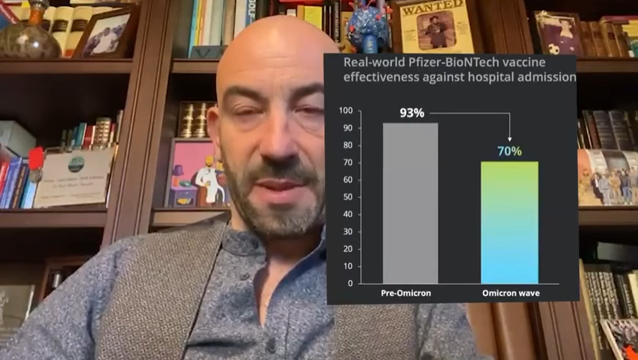 WANTED
Real-world Pfizer-BioNTech vaccine
effectiveness against hospital admission
100
90
80
70
60
50
40
30
20
10
0
93%
70%
Pre-Omicron
Omicron wave